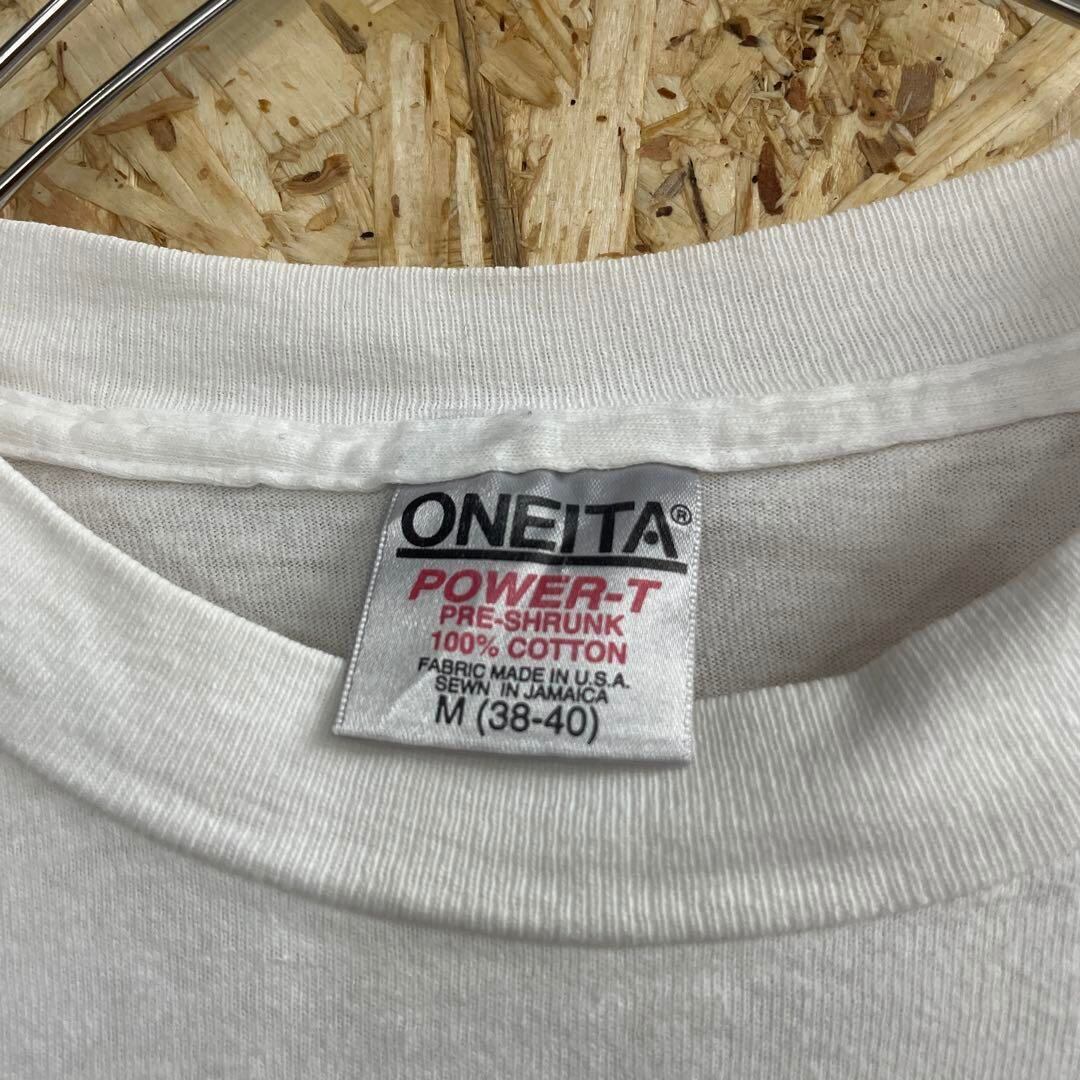 ONEITA®
POWER-T
PRE-SHRUNK
100% COTTON
FABRIC MADE IN U.S.A.
SEWN IN JAMAICA
M (38-40)